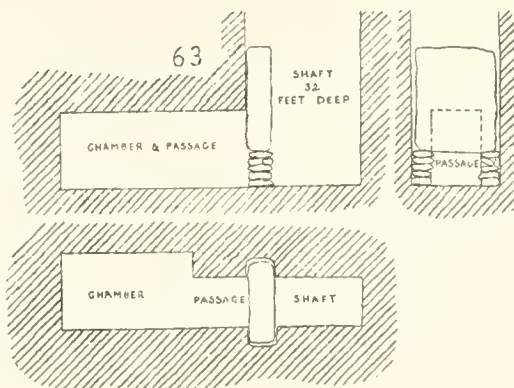 63
SHAFT
32
FEET DEEP
CHAMBER & PASSAGE
PASSAGE
CHAMBER
PASSAGE
SHAFT